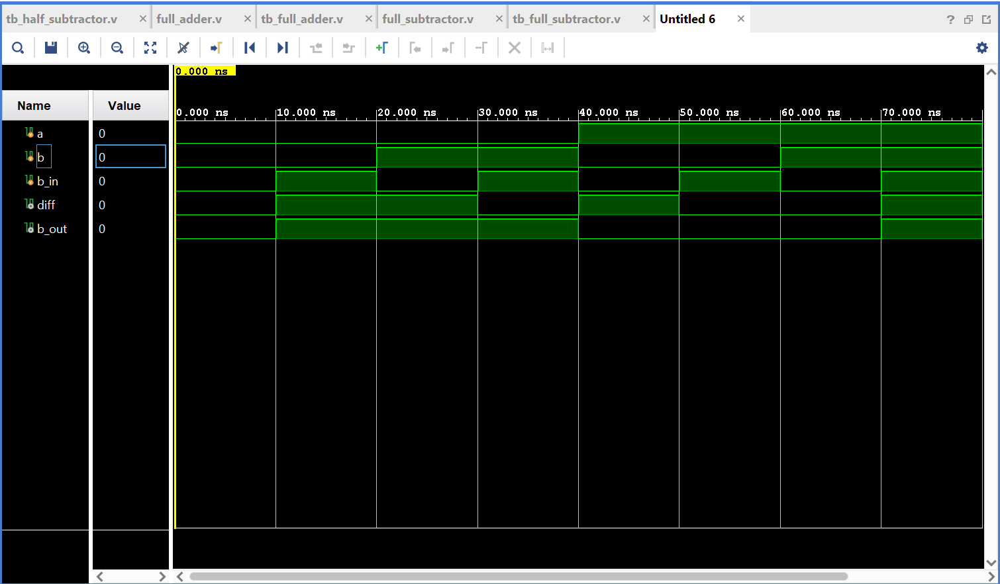 tb_half_subtractor.v × full_adder.v × tb_full_adder.v × full_subtractor.v × tb_full_subtractor.v × Untitled 6 × ?
0.000 ns
Name Value
0.000 ns 10.000 ns 20.000 ns 30.000 ns 40.000 ns 50.000 ns 60.000 ns 70.000 ns
a 0
b 0
b_in 0
diff 0
b_out 0